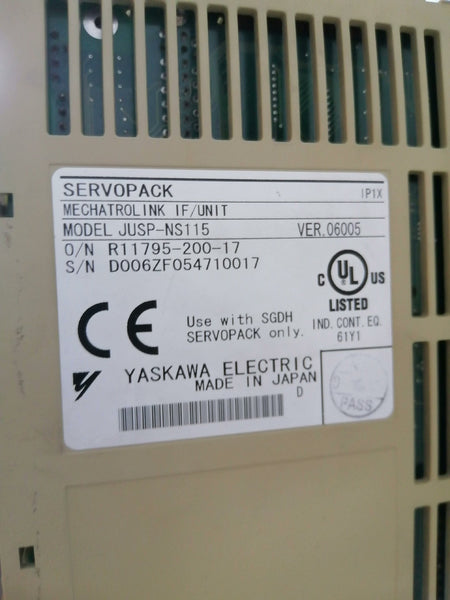 SERVOPACK IP1X
MECHATROLINK IF/UNIT
MODEL JUSP-NS115 VER.06005
O/N R11795-200-17
S/N D006ZF054710017
C UL US
LISTED
IND. CONT. EQ.
61Y1
CE
Use with SGDH
SERVOPACK only.
YASKAWA ELECTRIC
MADE IN JAPAN
D
PASS